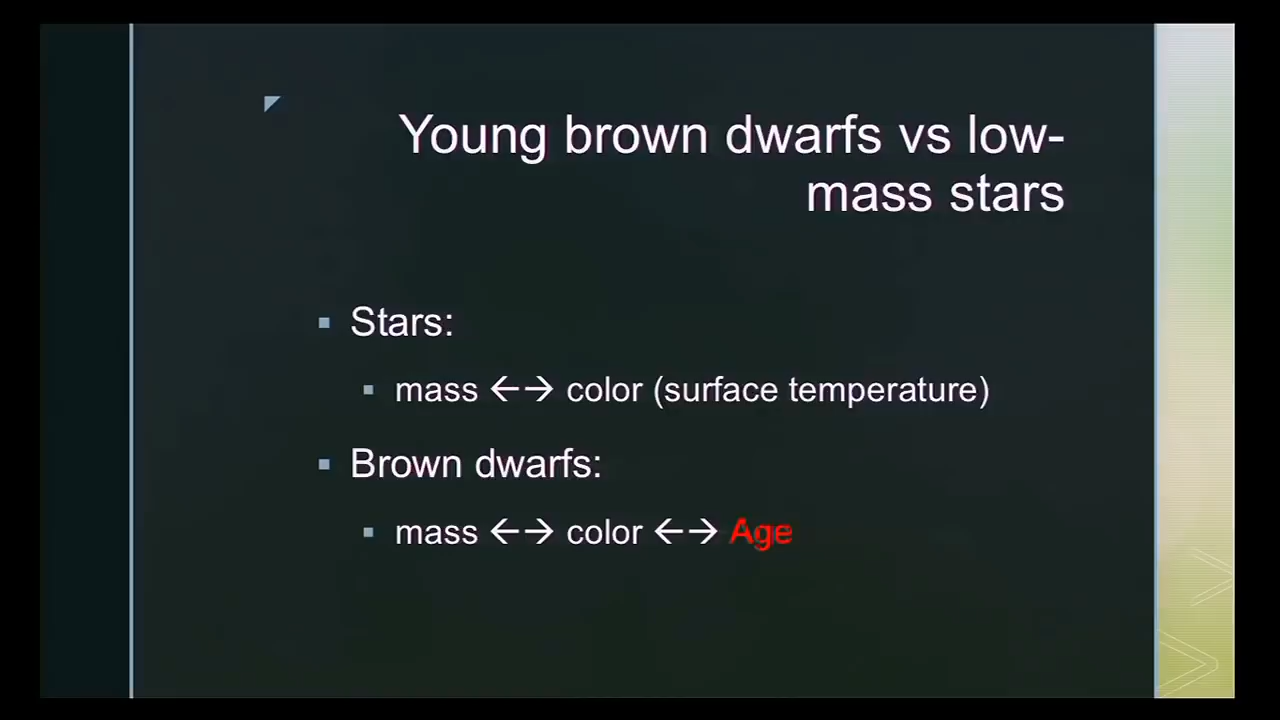 Young brown dwarfs vs low-
mass stars
Stars:
mass ←→ color (surface temperature)
Brown dwarfs:
mass ←→ color ←→ Age